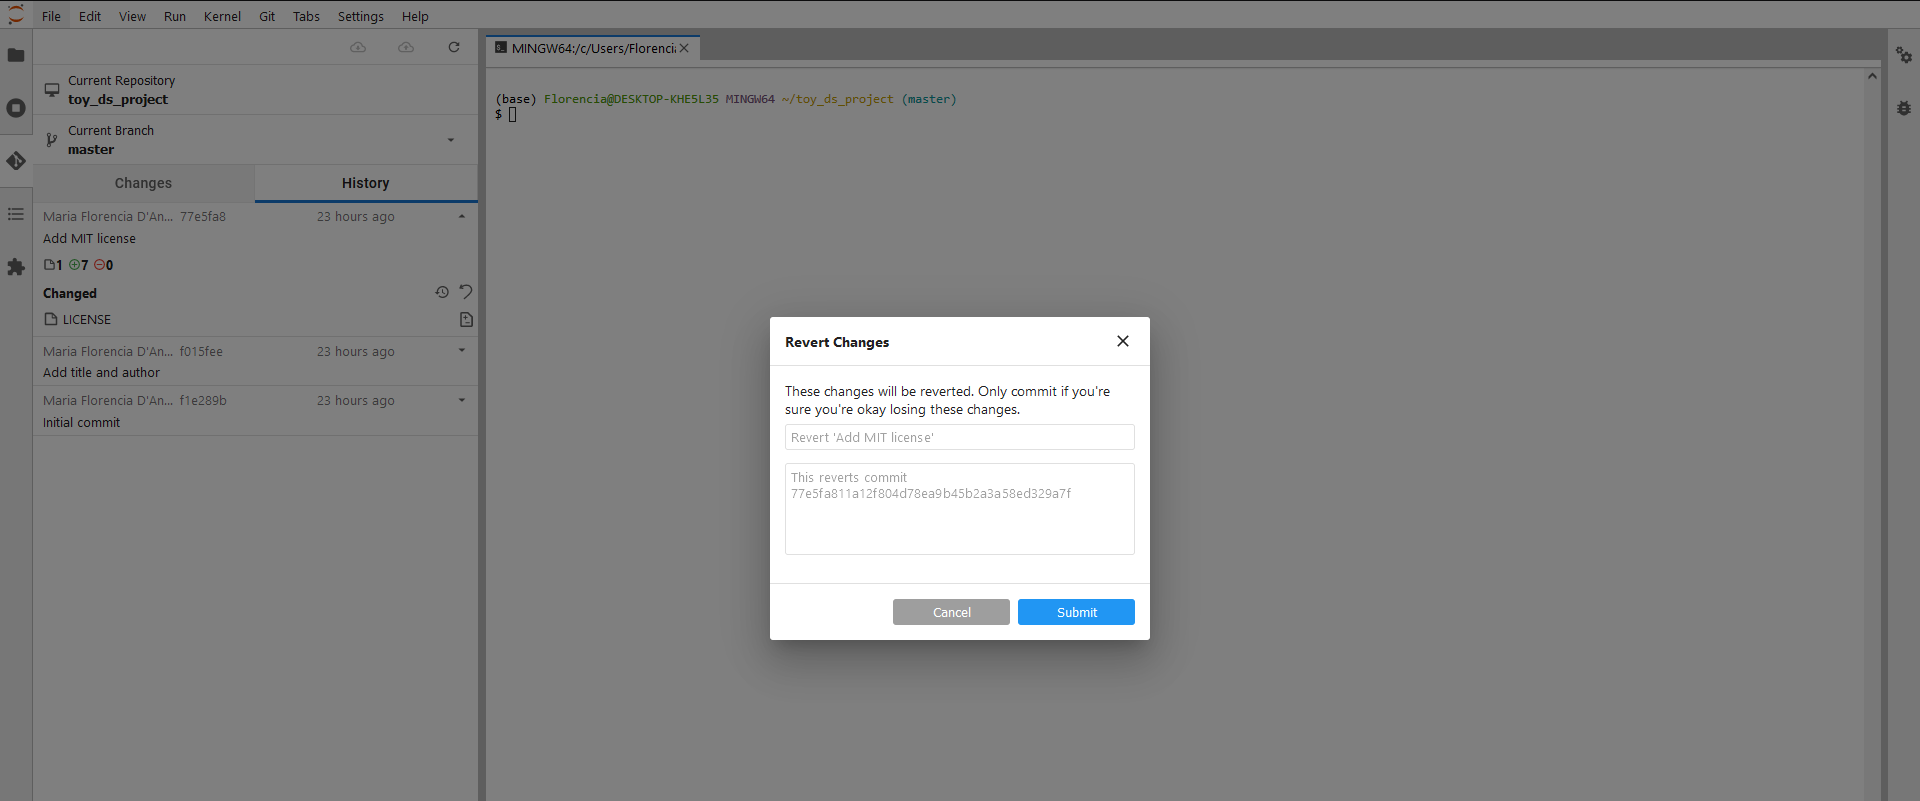 File Edit View Run Kernel Git Tabs Settings Help
Current Repository
toy_ds_project
Current Branch
master
Changes History
Maria Florencia D'An... 77e5fa8 23 hours ago
Add MIT license
1 7 0
Changed
LICENSE
Maria Florencia D'An... f015fee 23 hours ago
Add title and author
Maria Florencia D'An... f1e289b 23 hours ago
Initial commit
MINGW64:/c/Users/Florenci
(base) Florencia@DESKTOP-KHE5L35 MINGW64 ~/toy_ds_project (master)
$
Revert Changes
These changes will be reverted. Only commit if you're
sure you're okay losing these changes.
Revert 'Add MIT license'
This reverts commit
77e5fa811a12f804d78ea9b45b2a3a58ed329a7f
Cancel Submit